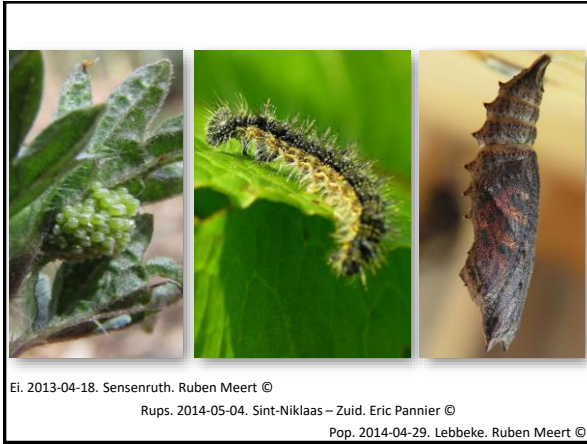 Ei. 2013-04-18. Sensenruth. Ruben Meert ©
Rups. 2014-05-04. Sint-Niklaas – Zuid. Eric Pannier ©
Pop. 2014-04-29. Lebbeke. Ruben Meert ©